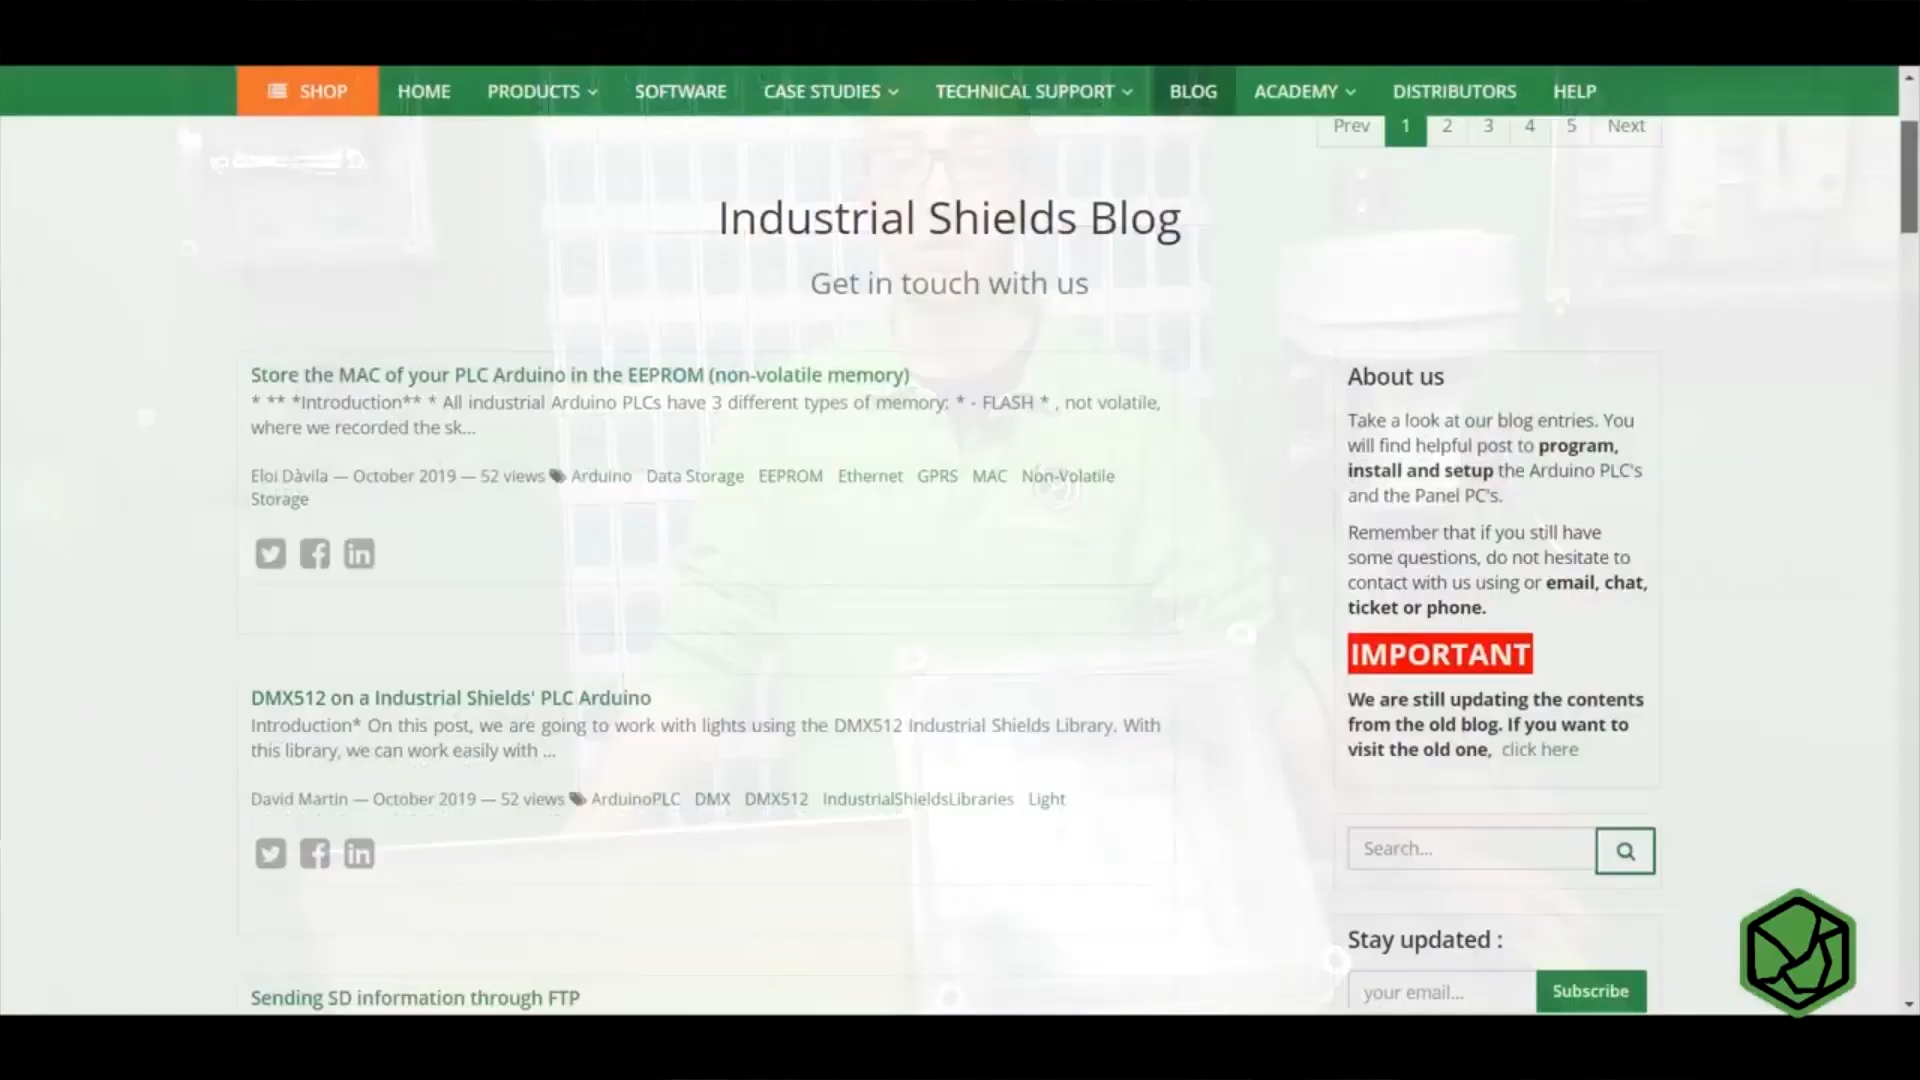 SHOP HOME PRODUCTS SOFTWARE CASE STUDIES TECHNICAL SUPPORT BLOG ACADEMY DISTRIBUTORS HELP
Prev 1 2 3 4 5 Next
Industrial Shields Blog
Get in touch with us
Store the MAC of your PLC Arduino in the EEPROM (non-volatile memory)
* ** *Introduction** * All industrial Arduino PLCs have 3 different types of memory: * - FLASH * , not volatile,
where we recorded the sk...
Eloi Dàvila — October 2019 — 52 views Arduino Data Storage EEPROM Ethernet GPRS MAC Non-Volatile
Storage
DMX512 on a Industrial Shields' PLC Arduino
Introduction* On this post, we are going to work with lights using the DMX512 Industrial Shields Library. With
this library, we can work easily with ...
David Martin — October 2019 — 52 views ArduinoPLC DMX DMX512 IndustrialShieldsLibraries Light
Sending SD information through FTP
About us
Take a look at our blog entries. You
will find helpful post to program,
install and setup the Arduino PLC's
and the Panel PC's.
Remember that if you still have
some questions, do not hesitate to
contact with us using or email, chat,
ticket or phone.
IMPORTANT
We are still updating the contents
from the old blog. If you want to
visit the old one, click here
Search...
Stay updated :
your email... Subscribe